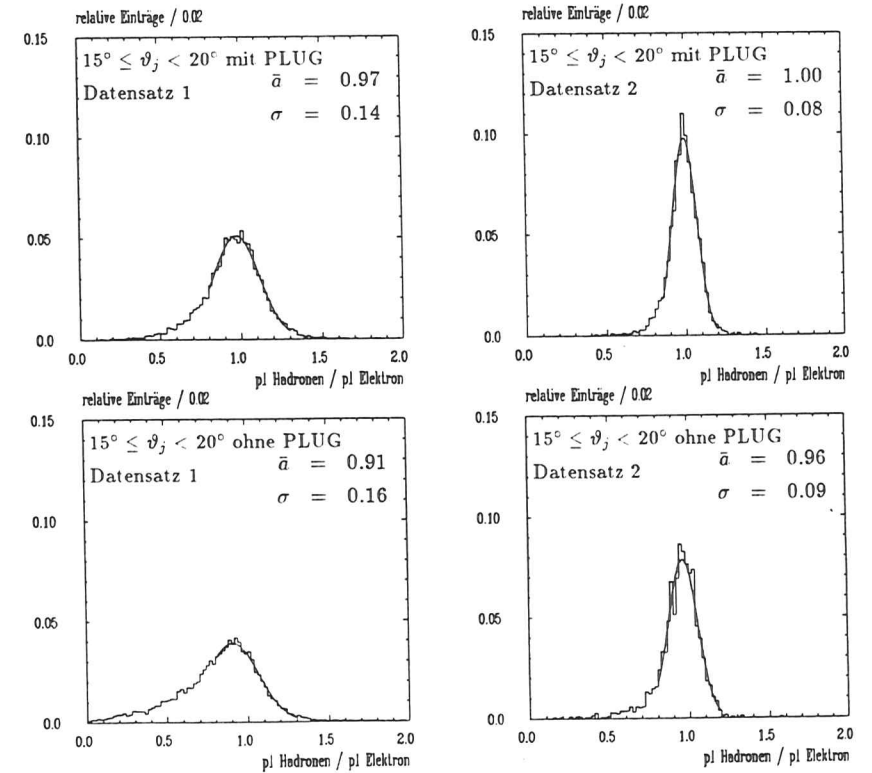 relative Einträge / 0.02
0.15
15° ≤ ϑj < 20° mit PLUG
ā = 0.97
Datensatz 1
σ = 0.14
0.10
0.05
0.0
0.0 0.5 1.0 1.5 2.0
pl Hadronen / pl Elektron
relative Einträge / 0.02
0.15
15° ≤ ϑj < 20° mit PLUG
ā = 1.00
Datensatz 2
σ = 0.08
0.10
0.05
0.0
0.0 0.5 1.0 1.5 2.0
pl Hadronen / pl Elektron
relative Einträge / 0.02
0.15
15° ≤ ϑj < 20° ohne PLUG
ā = 0.91
Datensatz 1
σ = 0.16
0.10
0.05
0.0
0.0 0.5 1.0 1.5 2.0
pl Hadronen / pl Elektron
relative Einträge / 0.02
0.15
15° ≤ ϑj < 20° ohne PLUG
ā = 0.96
Datensatz 2
σ = 0.09
0.10
0.05
0.0
0.0 0.5 1.0 1.5 2.0
pl Hadronen / pl Elektron